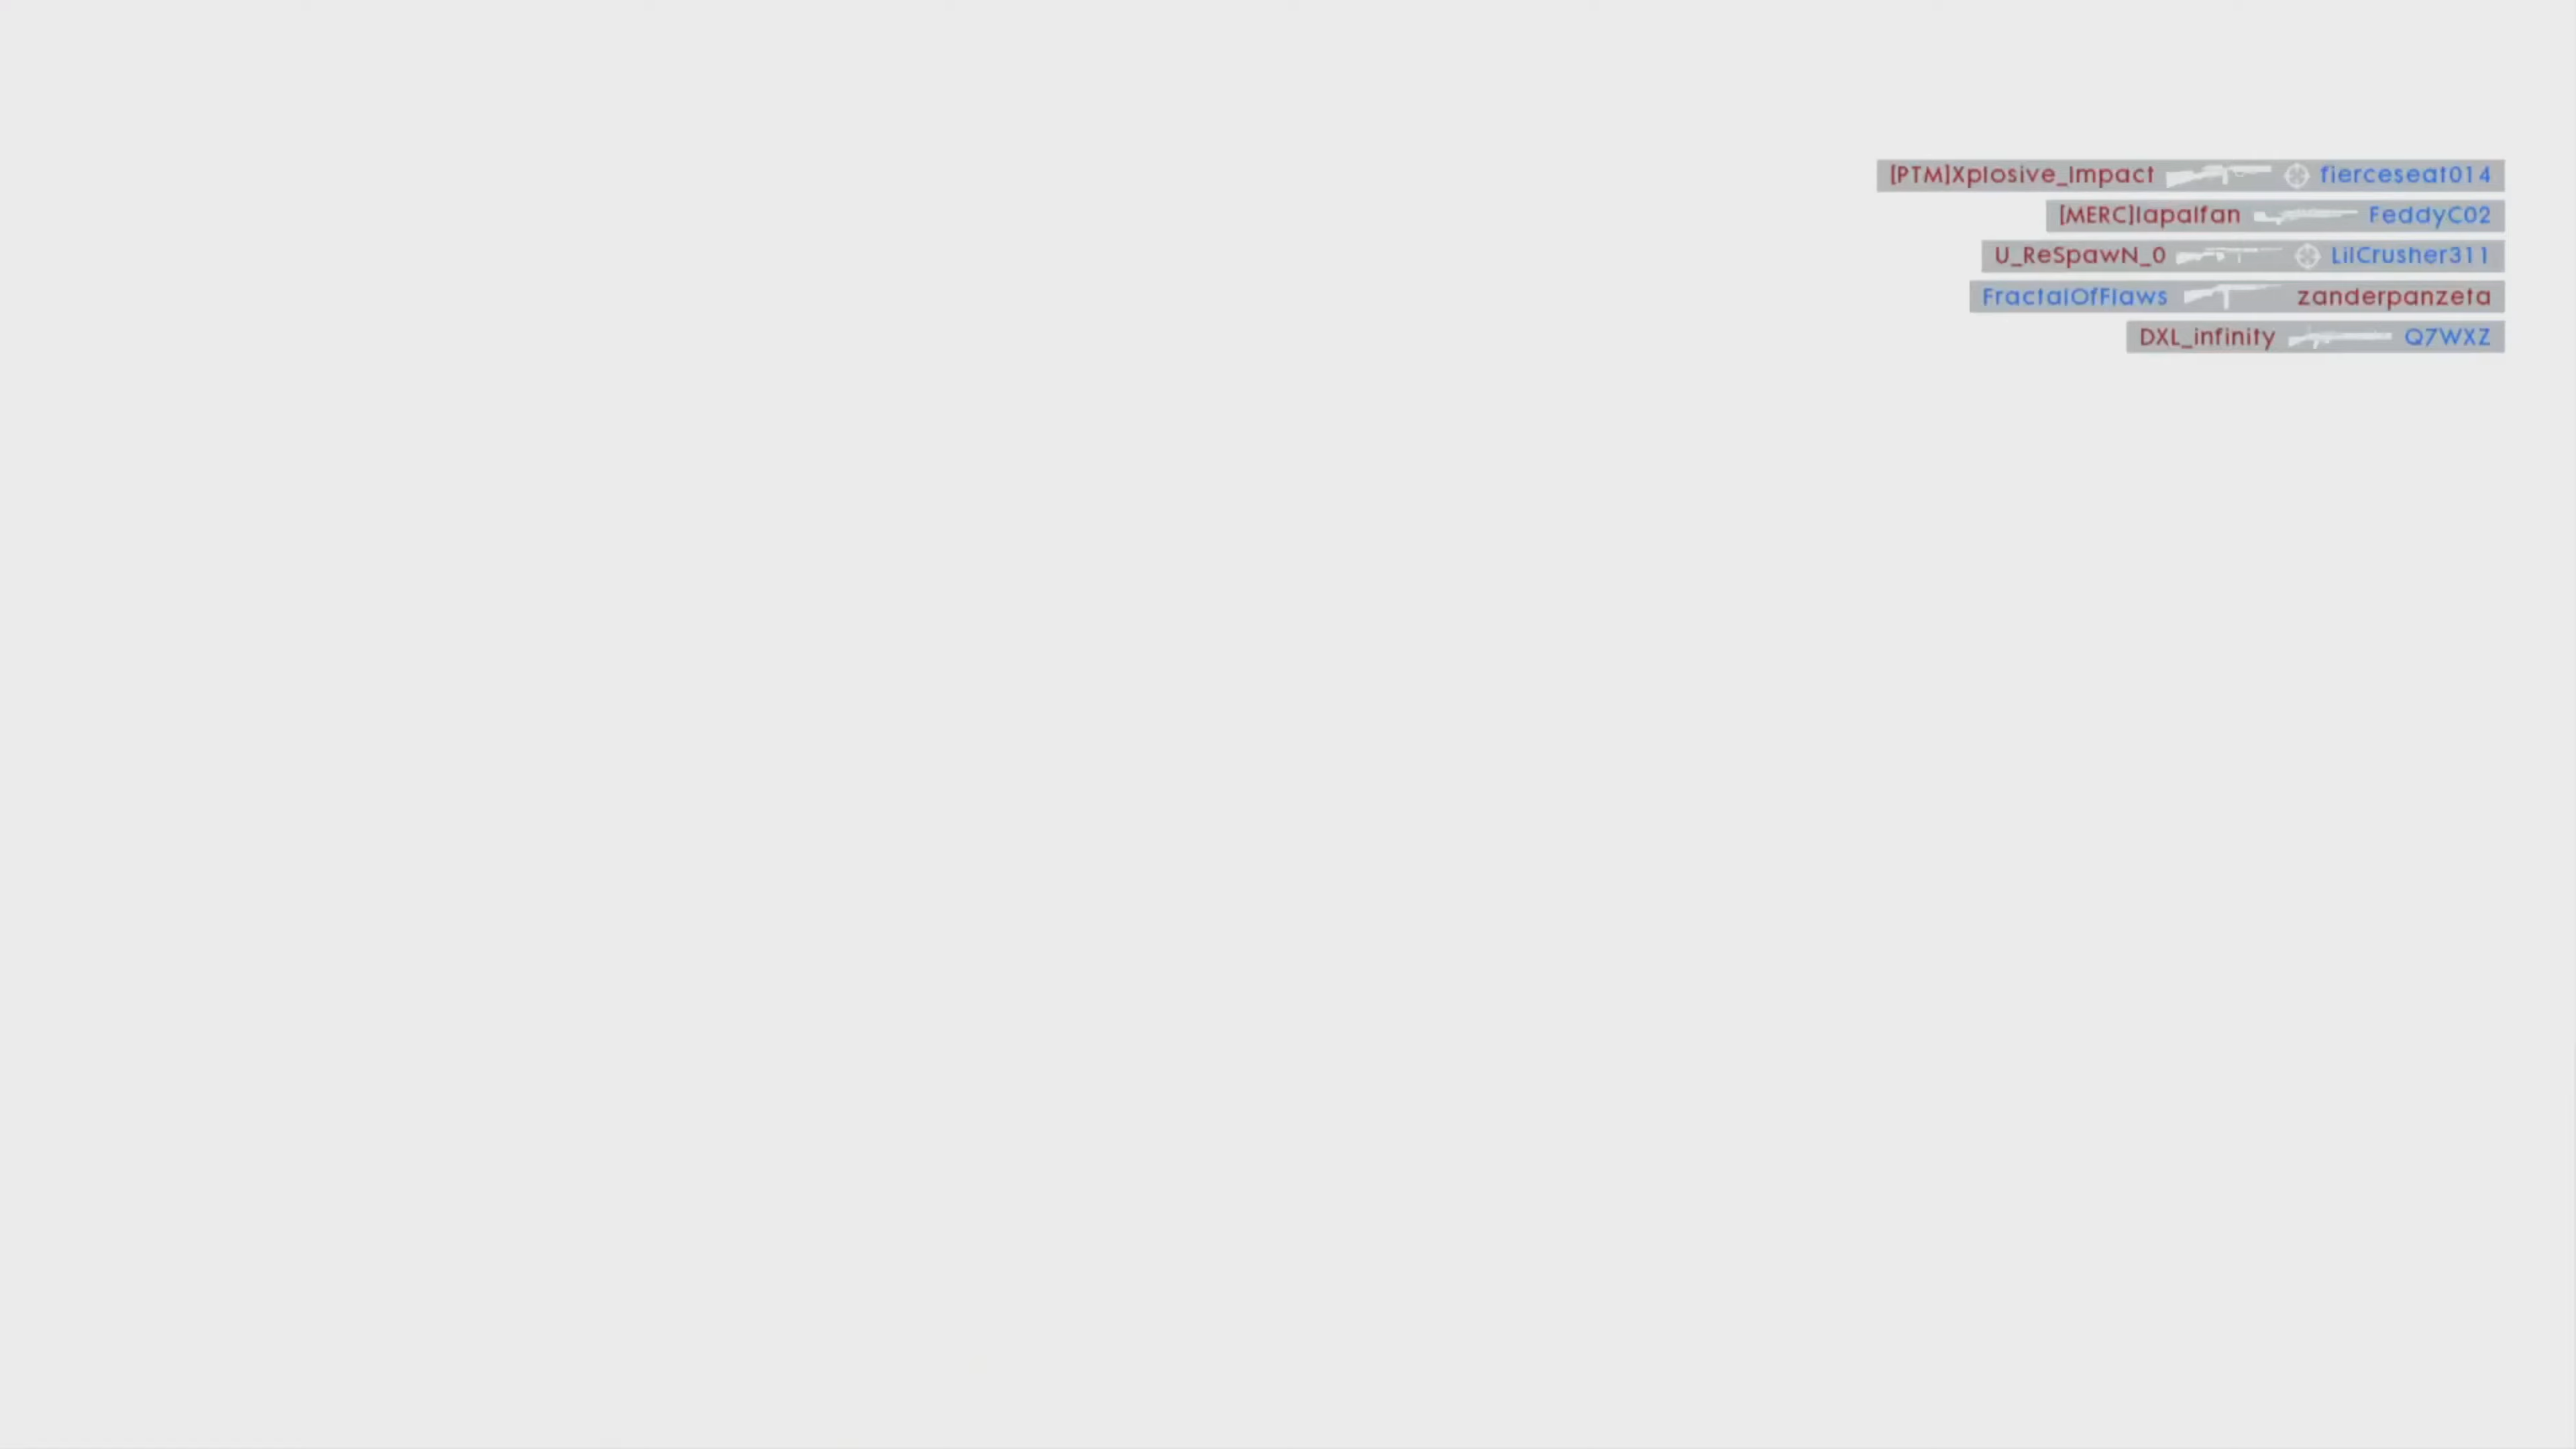 [PTM]Xplosive_Impact fierceseat014
[MERC]lapalfan FeddyC02
U_ReSpawN_0 LilCrusher311
FractalOfFlaws zanderpanzeta
DXL_infinity Q7WXZ